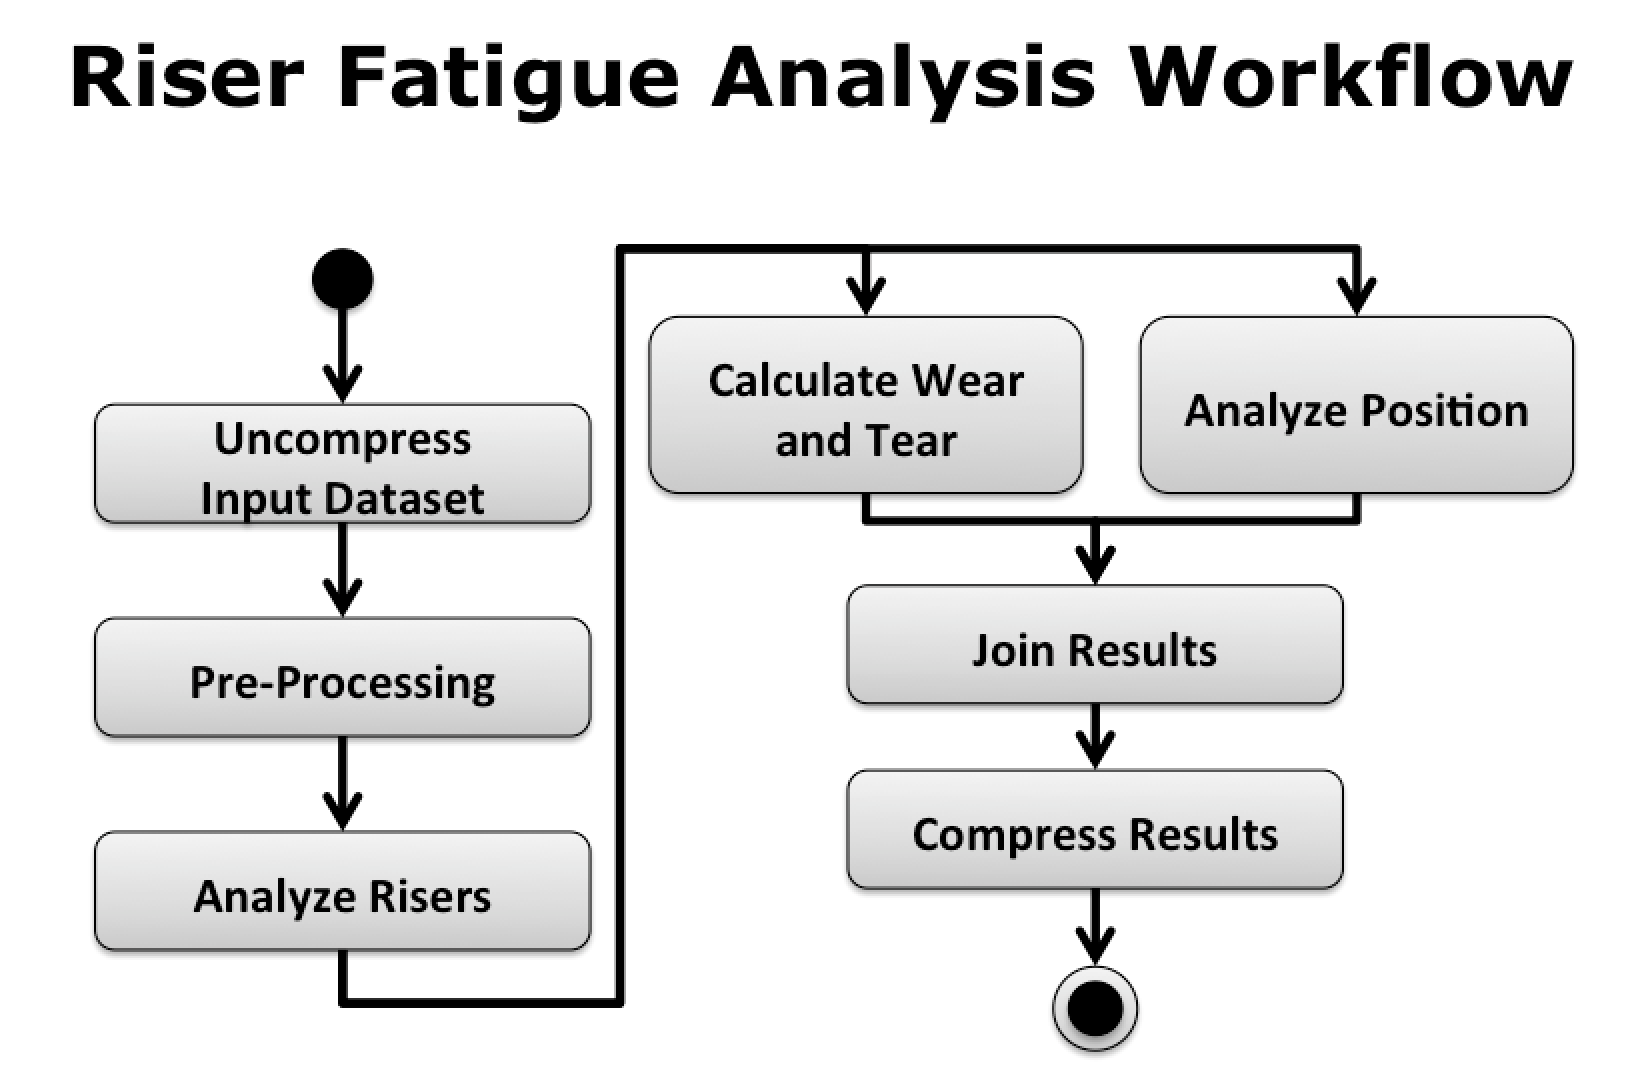 Riser Fatigue Analysis Workflow
Uncompress
Input Dataset
Pre-Processing
Analyze Risers
Calculate Wear
and Tear
Analyze Position
Join Results
Compress Results